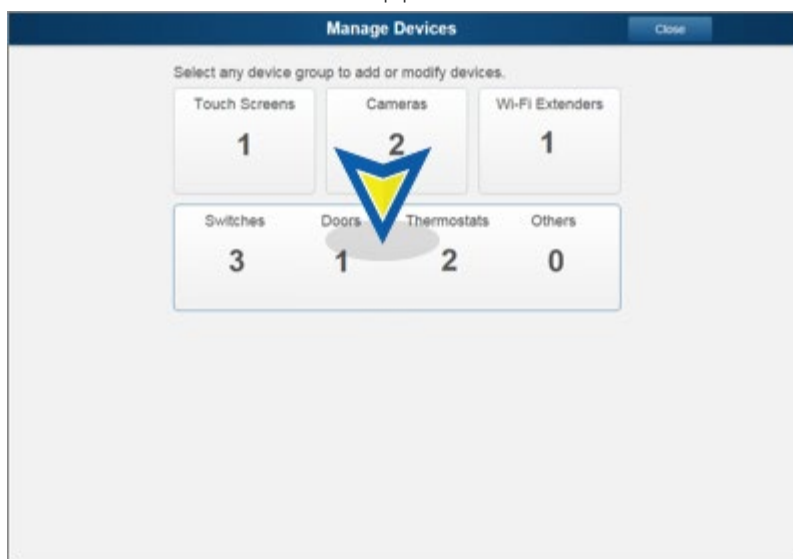 Manage Devices
Close
Select any device group to add or modify devices.
Touch Screens Cameras Wi-Fi Extenders
1 2 1
Switches Doors Thermostats Others
3 1 2 0